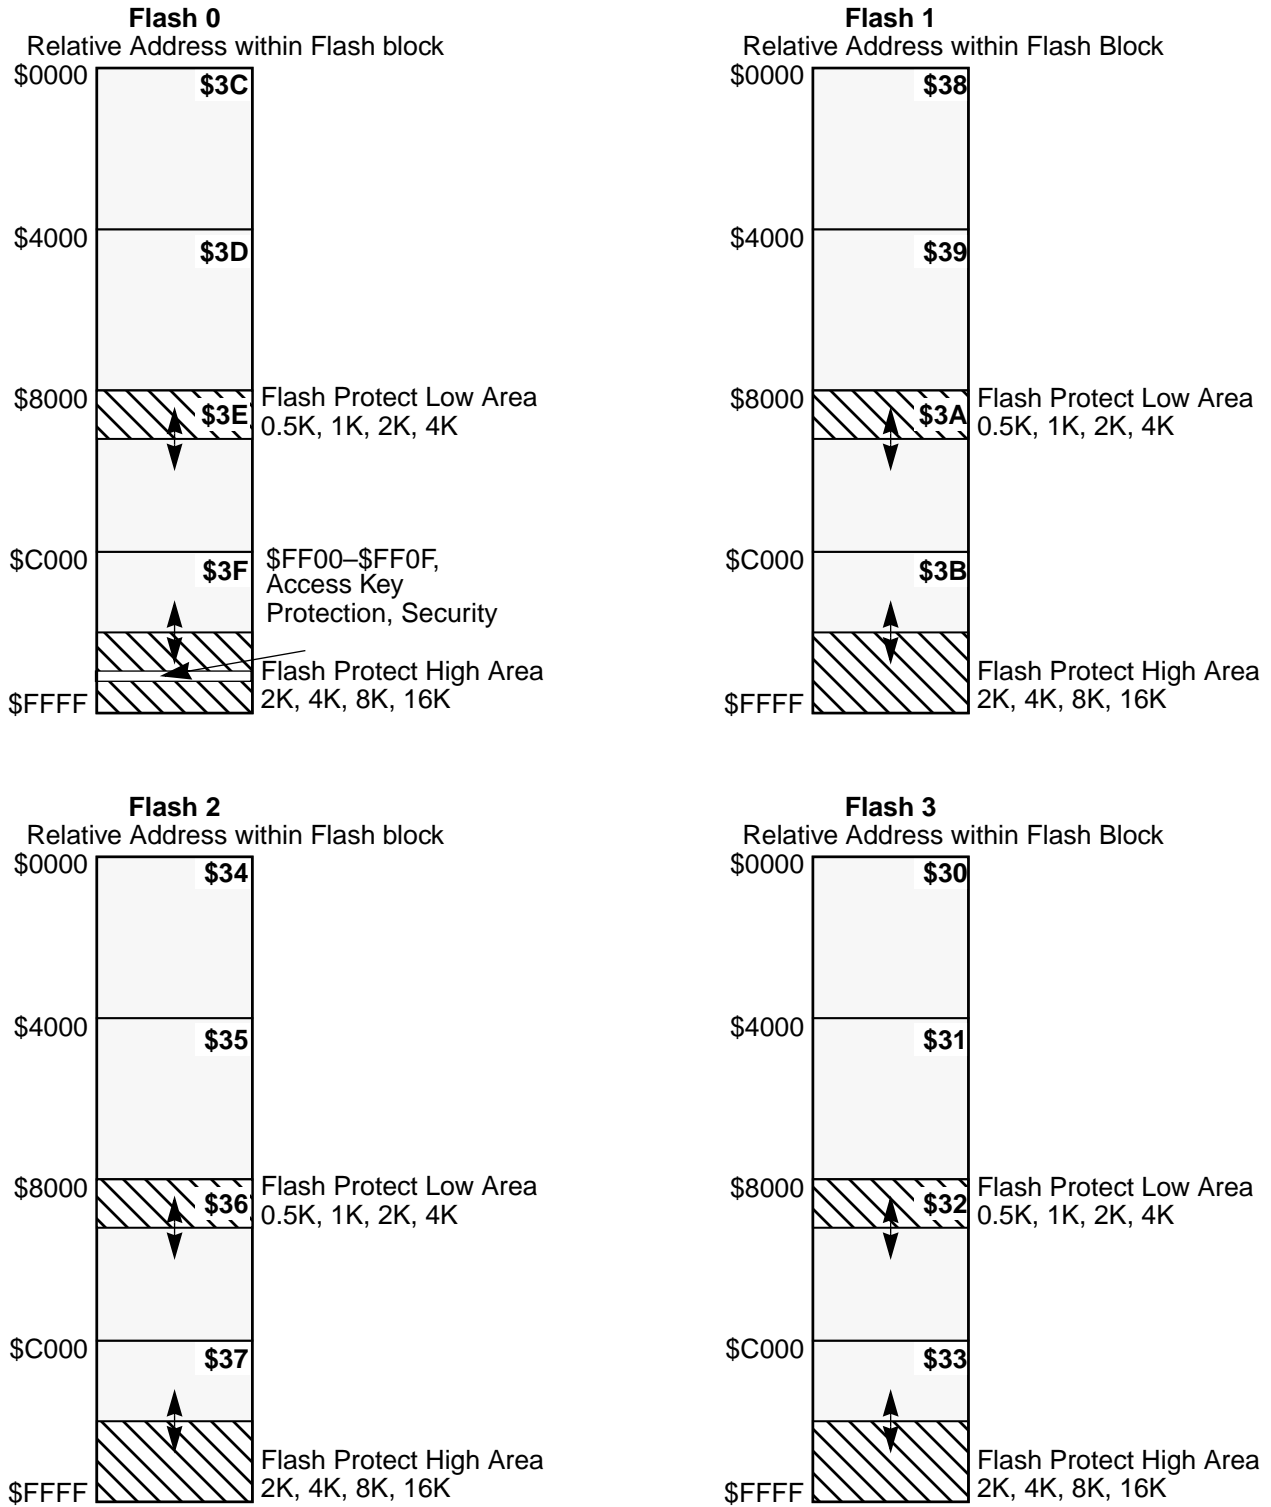 Flash 0
Relative Address within Flash block
$0000
$3C
$4000
$3D
$8000
$3E
Flash Protect Low Area
0.5K, 1K, 2K, 4K
$C000
$3F
$FF00–$FF0F,
Access Key
Protection, Security
Flash Protect High Area
2K, 4K, 8K, 16K
$FFFF
Flash 1
Relative Address within Flash Block
$0000
$38
$4000
$39
$8000
$3A
Flash Protect Low Area
0.5K, 1K, 2K, 4K
$C000
$3B
Flash Protect High Area
2K, 4K, 8K, 16K
$FFFF
Flash 2
Relative Address within Flash block
$0000
$34
$4000
$35
$8000
$36
Flash Protect Low Area
0.5K, 1K, 2K, 4K
$C000
$37
Flash Protect High Area
2K, 4K, 8K, 16K
$FFFF
Flash 3
Relative Address within Flash Block
$0000
$30
$4000
$31
$8000
$32
Flash Protect Low Area
0.5K, 1K, 2K, 4K
$C000
$33
Flash Protect High Area
2K, 4K, 8K, 16K
$FFFF